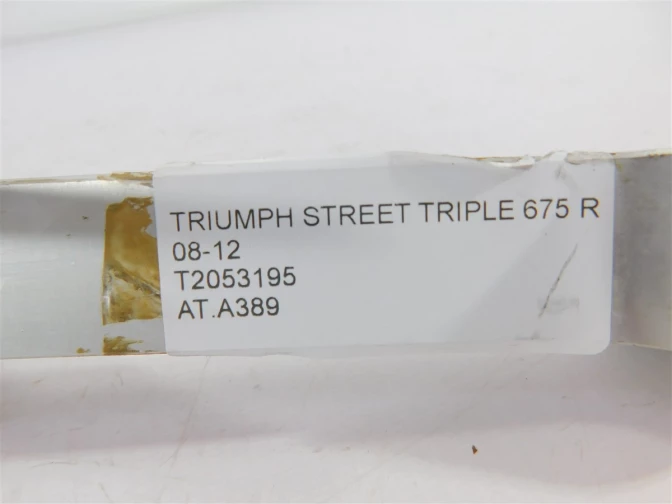 TRIUMPH STREET TRIPLE 675 R
08-12
T2053195
AT.A389